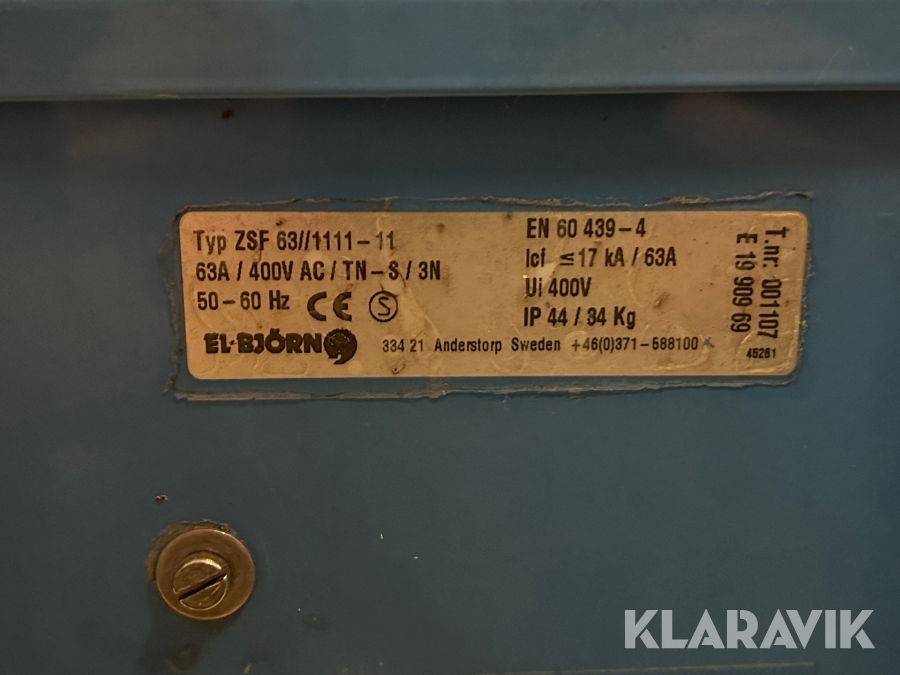 Typ ZSF 63//1111-11
63A / 400V AC / TN-S / 3N
50-60 Hz CE S
EL-BJÖRN
EN 60 439-4
Icf ≤17 kA / 63A
Ui 400V
IP 44 / 34 Kg
334 21 Anderstorp Sweden +46(0)371-588100
T.nr. 001107
E 19 909 69
45261
KLARAVIK